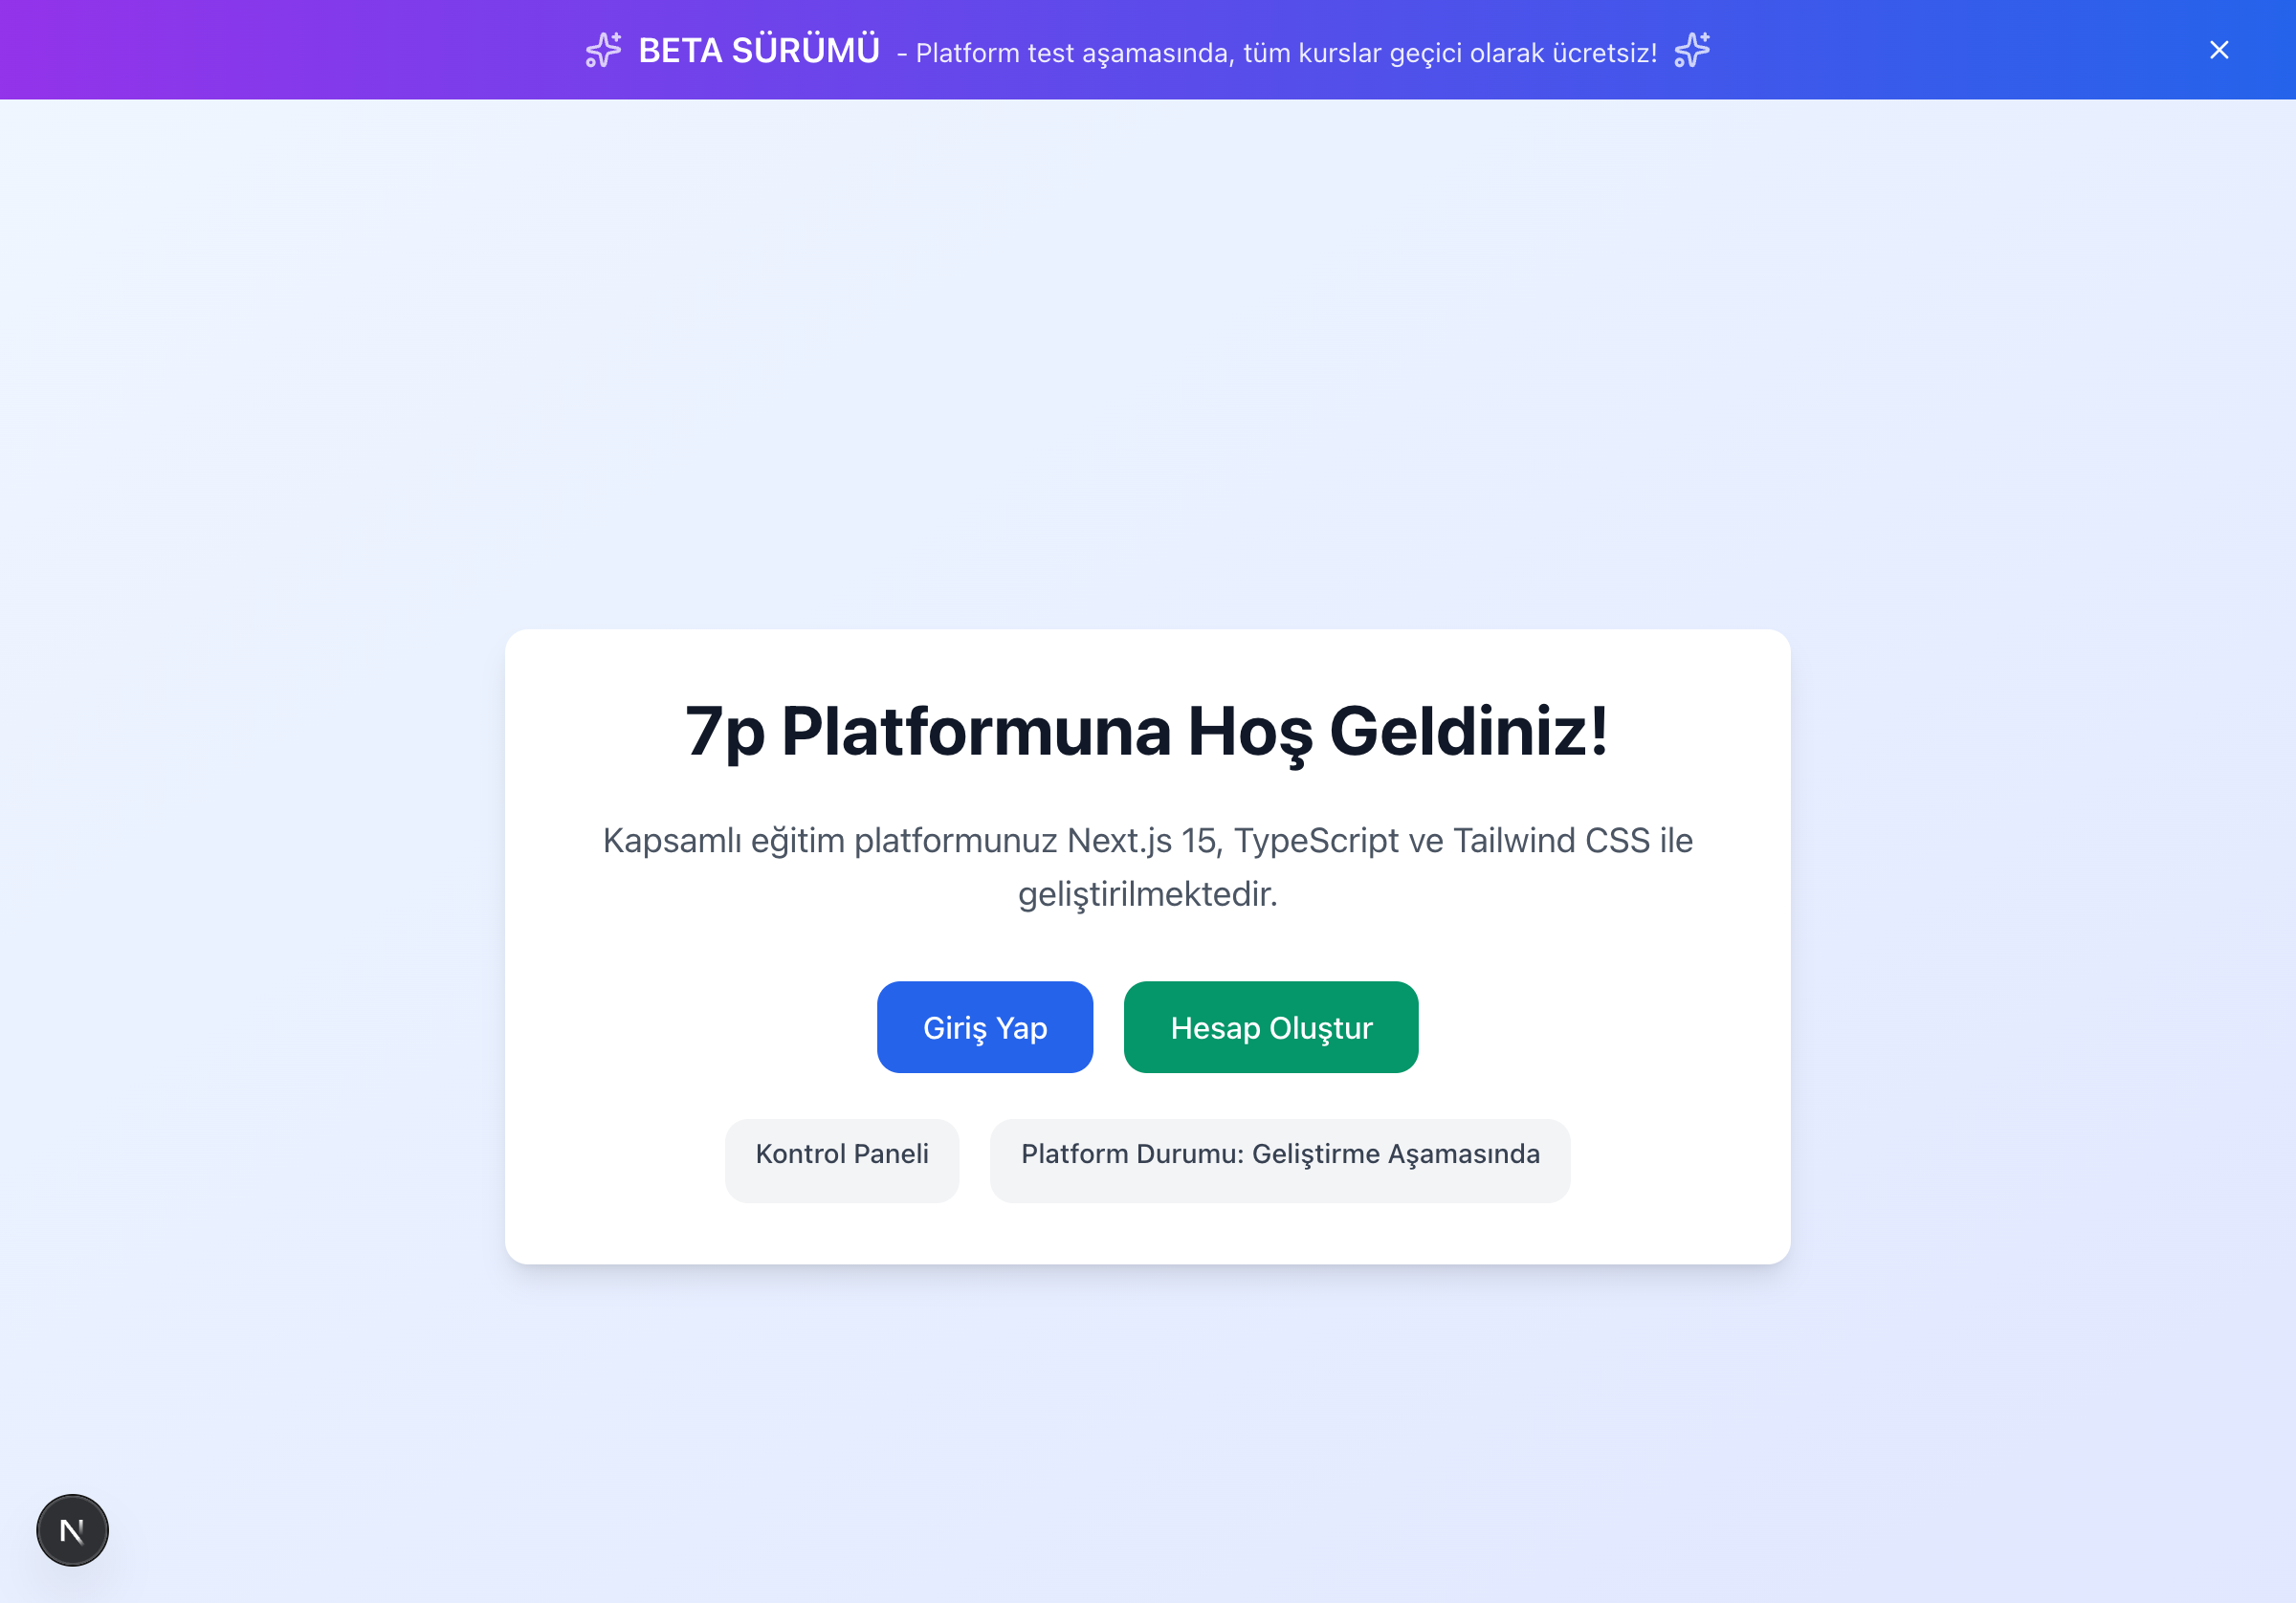 BETA SÜRÜMÜ - Platform test aşamasında, tüm kurslar geçici olarak ücretsiz!
7p Platformuna Hoş Geldiniz!
Kapsamlı eğitim platformunuz Next.js 15, TypeScript ve Tailwind CSS ile
geliştirilmektedir.
Giriş Yap
Hesap Oluştur
Kontrol Paneli
Platform Durumu: Geliştirme Aşamasında
N